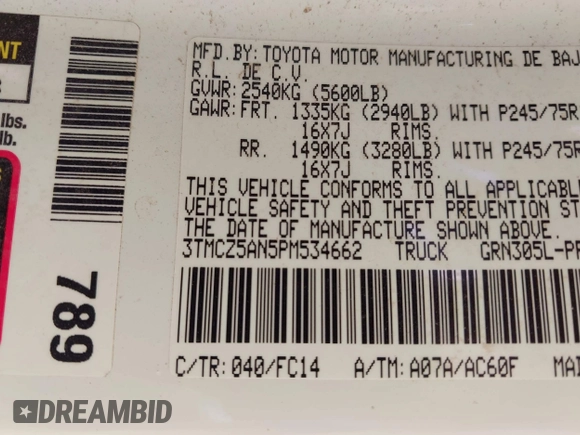 NT
lbs.
lb.
789
MFD. BY: TOYOTA MOTOR MANUFACTURING DE BAJ
R.L. DE C.V.
GVWR: 2540KG (5600LB)
GAWR: FRT. 1335KG (2940LB) WITH P245/75R
16X7J RIMS.
RR. 1490KG (3280LB) WITH P245/75R
16X7J RIMS.
THIS VEHICLE CONFORMS TO ALL APPLICABLE
VEHICLE SAFETY AND THEFT PREVENTION ST
THE DATE OF MANUFACTURE SHOWN ABOVE.
3TMCZ5AN5PM534662 TRUCK GRN305L-PR
C/TR: 040/FC14 A/TM: A07A/AC60F MAD
DREAMBID